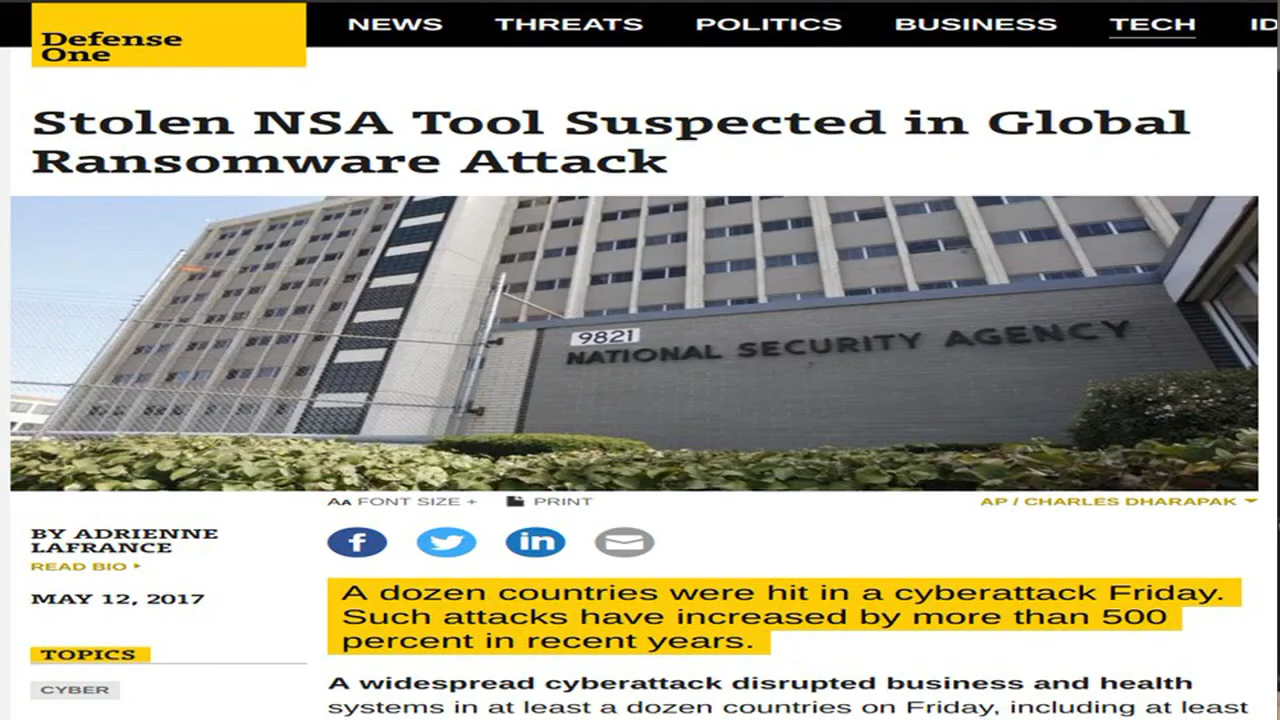 Defense
One
NEWS THREATS POLITICS BUSINESS TECH ID
Stolen NSA Tool Suspected in Global
Ransomware Attack
9821
NATIONAL SECURITY AGENCY
AA FONT SIZE + PRINT
AP / CHARLES DHARAPAK
BY ADRIENNE
LAFRANCE
READ BIO
MAY 12, 2017
TOPICS
CYBER
f in
A dozen countries were hit in a cyberattack Friday.
Such attacks have increased by more than 500
percent in recent years.
A widespread cyberattack disrupted business and health
systems in at least a dozen countries on Friday, including at least